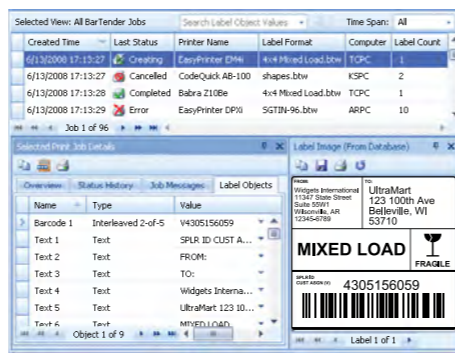 Selected View: All BarTender Jobs Search Label Object Values Time Span: All
Created Time Last Status Printer Name Label Format Computer Label Count
6/13/2008 17:13:27 Creating EasyPrinter EM4i 4x4 Mixed Load.btw TCPC 1
6/13/2008 17:13:27 Cancelled CodeQuick AB-100 shapes.btw KSPC 2
6/13/2008 17:13:28 Completed Babra Z10Be 4x4 Mixed Load.btw TCPC 1
6/13/2008 17:13:29 Error EasyPrinter DPXi SGTIN-96.btw ARPC 10
Job 1 of 96
Selected Print Job Details
Overview Status History Job Messages Label Objects
Name Type Value
Barcode 1 Interleaved 2-of-5 V4305156059
Text 1 Text SPLR ID CUST A...
Text 2 Text FROM:
Text 3 Text TO:
Text 4 Text Widgets Interna...
Text 5 Text UltraMart 123 10...
Text 6 Text MIXED LOAD
Object 1 of 9
Label Image (From Database)
FROM:
Widgets International
11347 State Street
Suite 55W1
Wilsonville, AR
12345-6789
TO:
UltraMart
123 100th Ave
Belleville, WI
53710
MIXED LOAD
FRAGILE
SPLR ID
CUST ASGN (V): 4305156059
Label 1 of 1